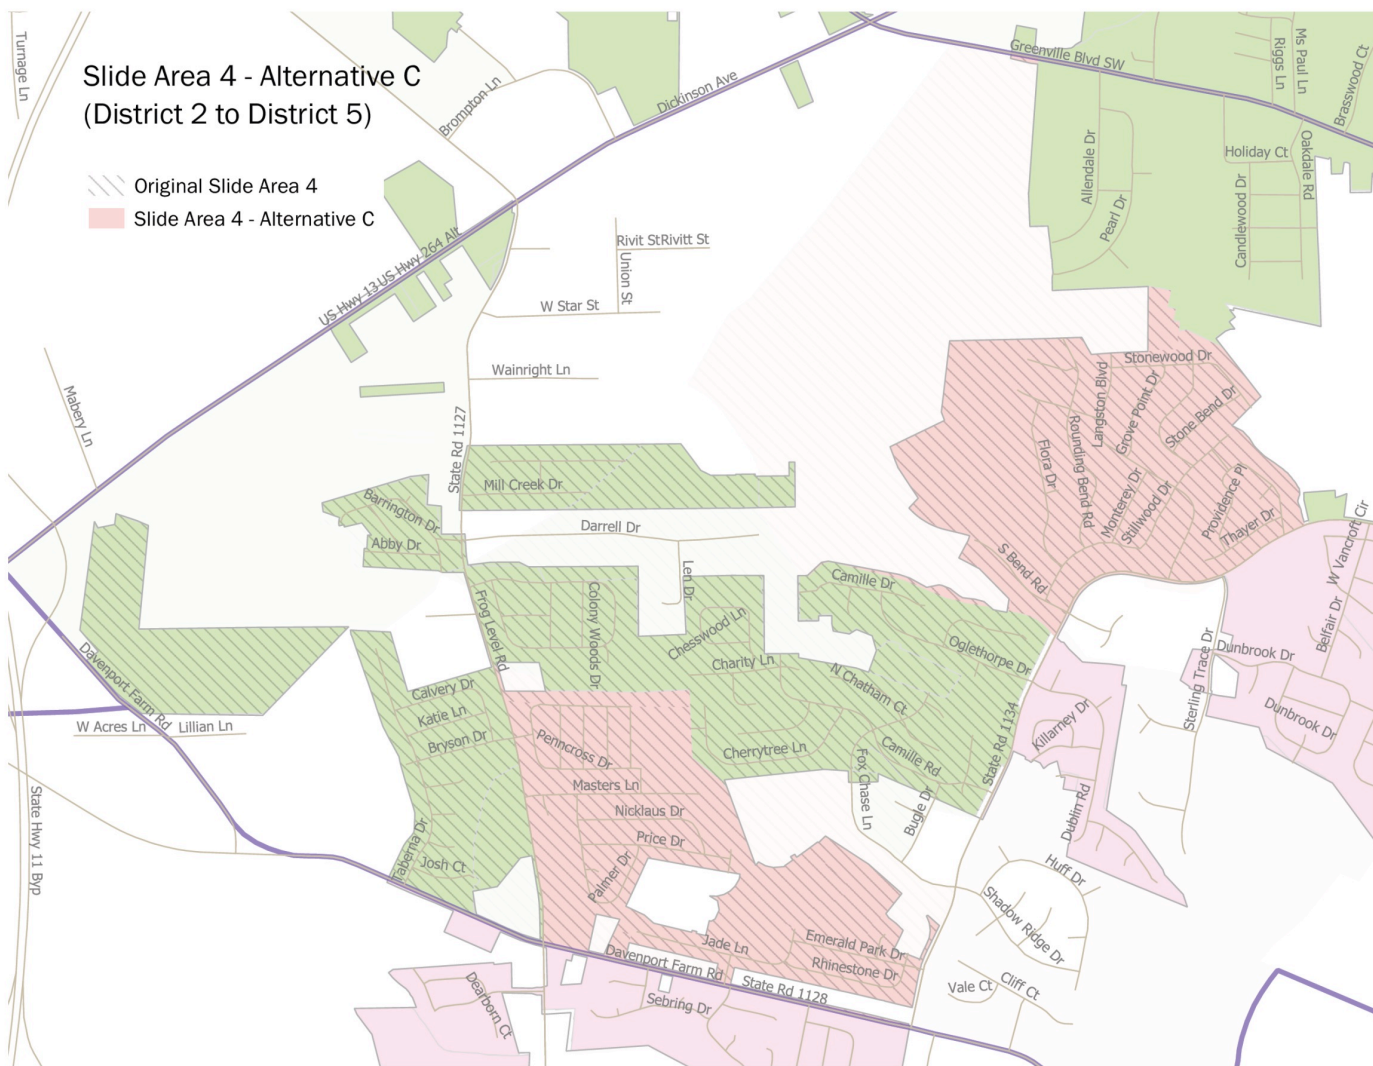 Turnage Ln
Slide Area 4 - Alternative C
(District 2 to District 5)
Original Slide Area 4
Slide Area 4 - Alternative C
Brompton Ln
Dickinson Ave
Greenville Blvd SW
Riggs Ln
Ms Paul Ln
Brasswood Ct
Allendale Dr
Pearl Dr
Holiday Ct
Oakdale Rd
Candlewood Dr
US Hwy 13
US Hwy 264 Alt
Rivit St
Rivitt St
Union St
W Star St
Wainright Ln
Mabery Ln
State Rd 1127
Stonewood Dr
Langston Blvd
Grove Point Dr
Stone Bend Dr
Rounding Bend Rd
Flora Dr
Monterey Dr
Stillwood Dr
Providence Pl
Thayer Dr
S Bend Rd
W Vancroft Cir
Mill Creek Dr
Barrington Dr
Abby Dr
Darrell Dr
Len Dr
Camille Dr
Frog Level Rd
Colony Woods Dr
Chesswood Ln
Charity Ln
Oglethorpe Dr
N Chatham Ct
Belfair Dr
Dunbrook Dr
Sterling Trace Dr
Dunbrook Dr
Davenport Farm Rd
W Acres Ln
Lillian Ln
Calvery Dr
Katie Ln
Bryson Dr
Penncross Dr
Cherrytree Ln
Camille Rd
State Rd 1134
Killarney Dr
Masters Ln
Fox Chase Ln
Bugle Dr
Dublin Rd
Nicklaus Dr
Price Dr
Palmer Dr
Taberna Dr
Josh Ct
State Hwy 11 Byp
Huff Dr
Shadow Ridge Dr
Jade Ln
Emerald Park Dr
Rhinestone Dr
Davenport Farm Rd
State Rd 1128
Vale Ct
Cliff Ct
Sebring Dr
Dearborn Ct